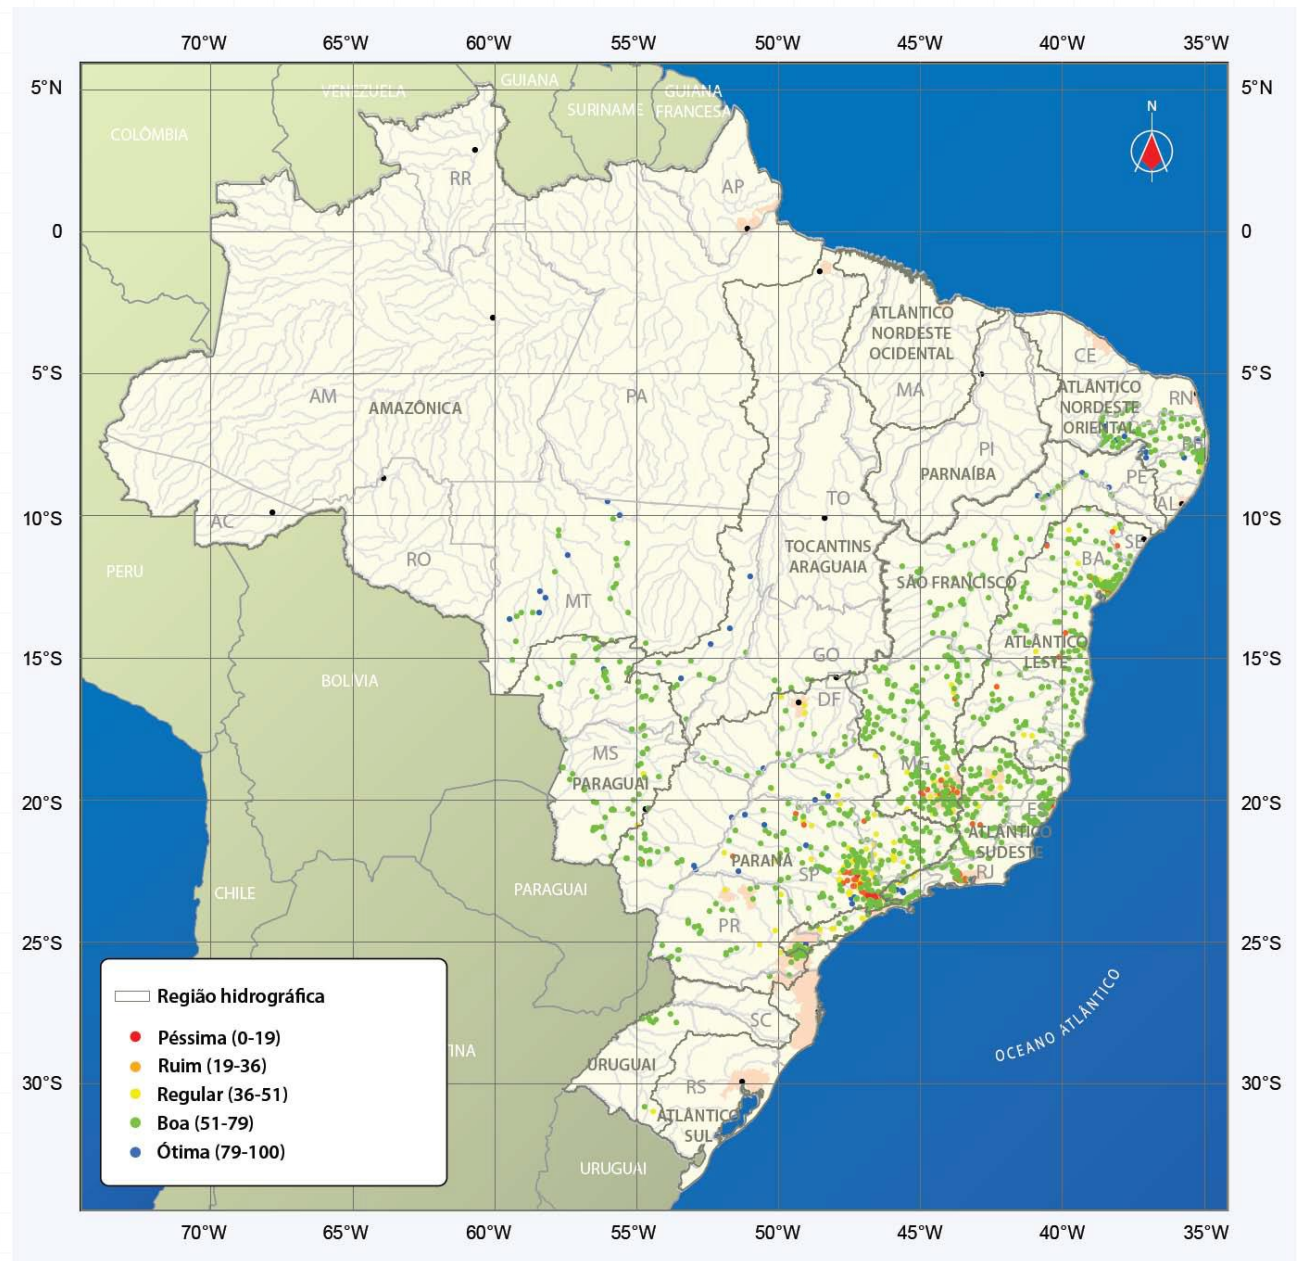 70°W 65°W 60°W 55°W 50°W 45°W 40°W 35°W
5°N
5°N
VENEZUELA
GUIANA
SURINAME
GUIANA
FRANCESA
COLÔMBIA
N
RR
AP
0
0
ATLÂNTICO
NORDESTE
OCIDENTAL
CE
5°S
5°S
AM
AMAZÔNICA
PA
MA
ATLÂNTICO
NORDESTE
ORIENTAL
RN
PB
PI
PARNAÍBA
PE
TO
AL
10°S
10°S
AC
RO
TOCANTINS
ARAGUAIA
SE
BA
PERU
SÃO FRANCISCO
MT
ATLÂNTICO
LESTE
GO
15°S
15°S
BOLÍVIA
DF
MS
PARAGUAI
MG
20°S
20°S
ES
ATLÂNTICO
SUDESTE
PARANÁ
SP
RJ
CHILE
PARAGUAI
PR
25°S
25°S
OCEANO ATLÂNTICO
Região hidrográfica
Péssima (0-19)
Ruim (19-36)
Regular (36-51)
Boa (51-79)
Ótima (79-100)
SC
TINA
URUGUAI
RS
30°S
30°S
ATLÂNTICO
SUL
URUGUAI
70°W 65°W 60°W 55°W 50°W 45°W 40°W 35°W